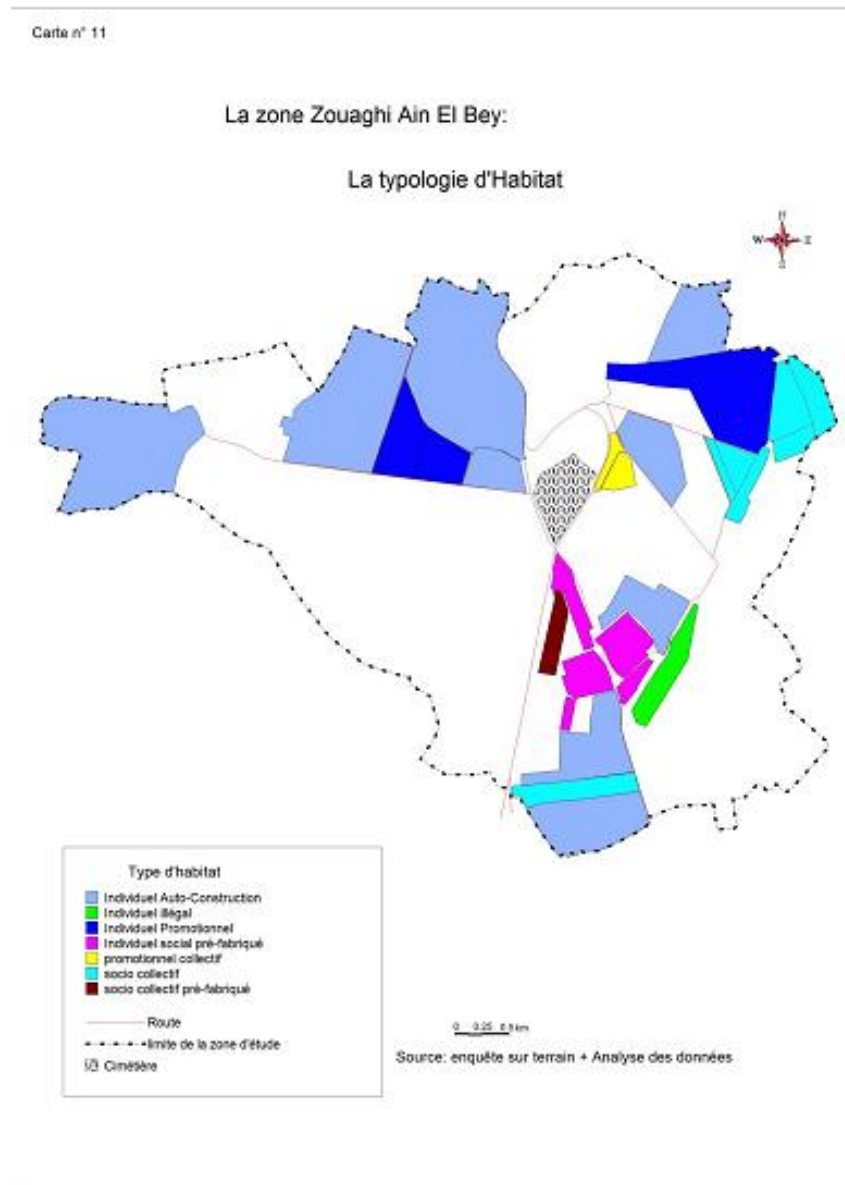 Carte n° 11
La zone Zouaghi Ain El Bey:
La typologie d'Habitat
N
W E
S
Type d'habitat
Individuel Auto-Construction
Individuel illégal
Individuel Promotionnel
Individuel social pré-fabriqué
promotionnel collectif
socio collectif
socio collectif pré-fabriqué
Route
limite de la zone d'étude
Cimétère
0 0.25 0.5 km
Source: enquête sur terrain + Analyse des données